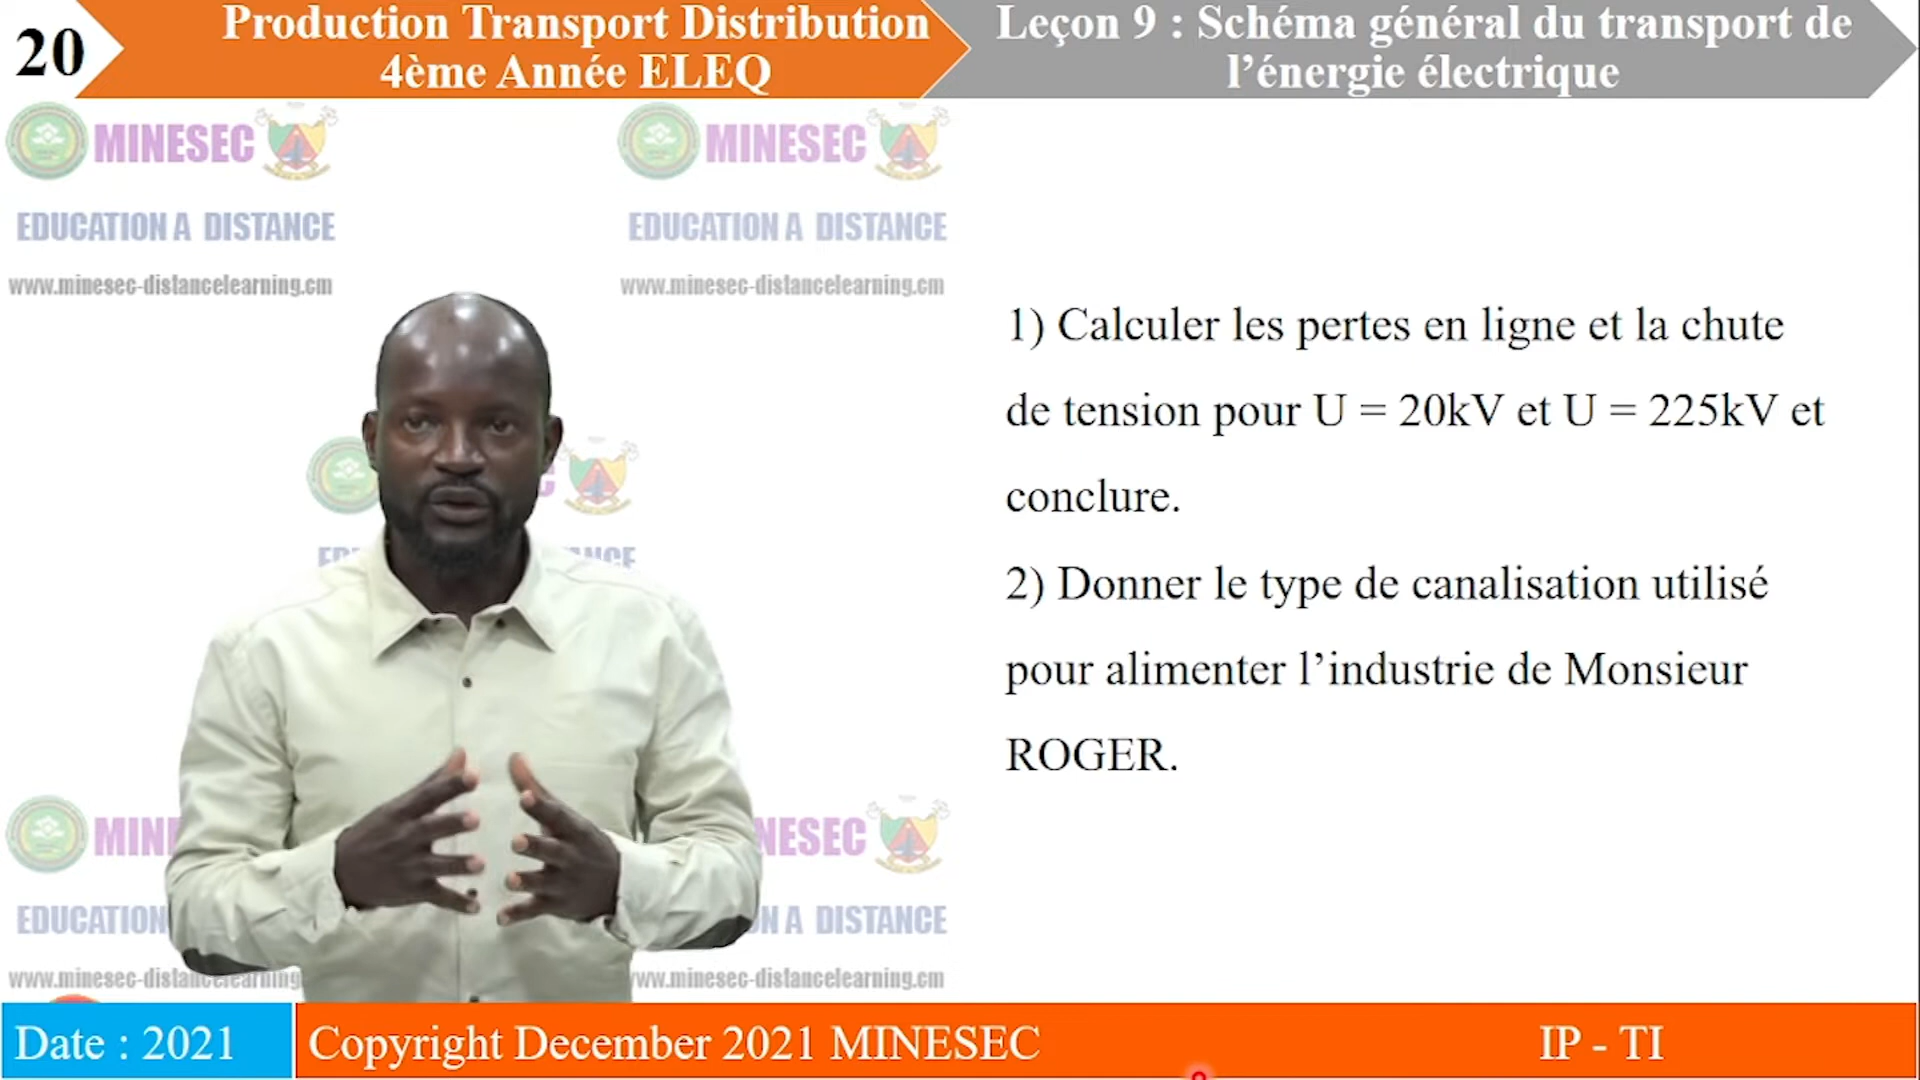 20
Production Transport Distribution
4ème Année ELEQ
Leçon 9 : Schéma général du transport de
l’énergie électrique
MINESEC
MINESEC
EDUCATION A DISTANCE
EDUCATION A DISTANCE
www.minesec-distancelearning.cm
www.minesec-distancelearning.cm
1) Calculer les pertes en ligne et la chute
de tension pour U = 20kV et U = 225kV et
conclure.
2) Donner le type de canalisation utilisé
pour alimenter l’industrie de Monsieur
ROGER.
Date : 2021
Copyright December 2021 MINESEC
IP - TI